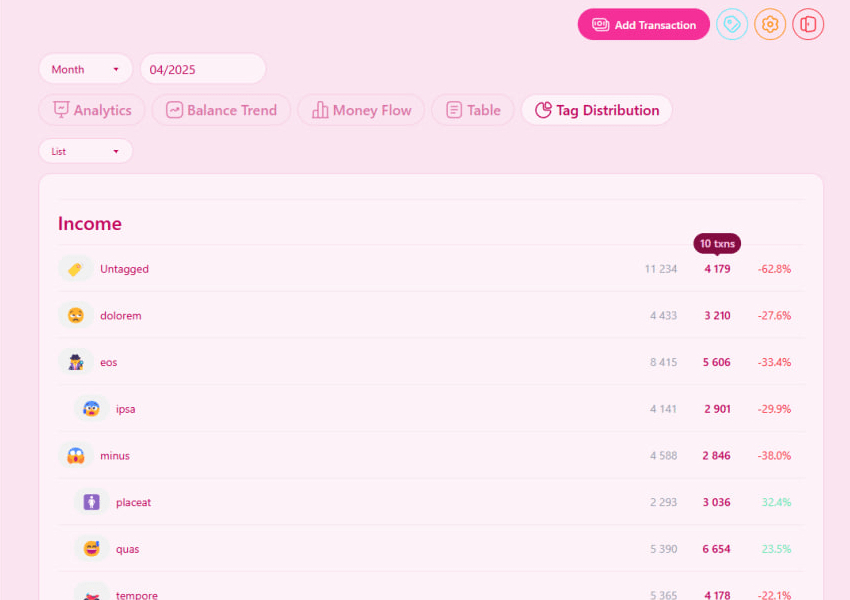 Add Transaction
Month 04/2025
Analytics Balance Trend Money Flow Table Tag Distribution
List
Income
10 txns
Untagged 11 234 4 179 -62.8%
dolorem 4 433 3 210 -27.6%
eos 8 415 5 606 -33.4%
ipsa 4 141 2 901 -29.9%
minus 4 588 2 846 -38.0%
placeat 2 293 3 036 32.4%
quas 5 390 6 654 23.5%
tempore 5 365 4 178 -22.1%